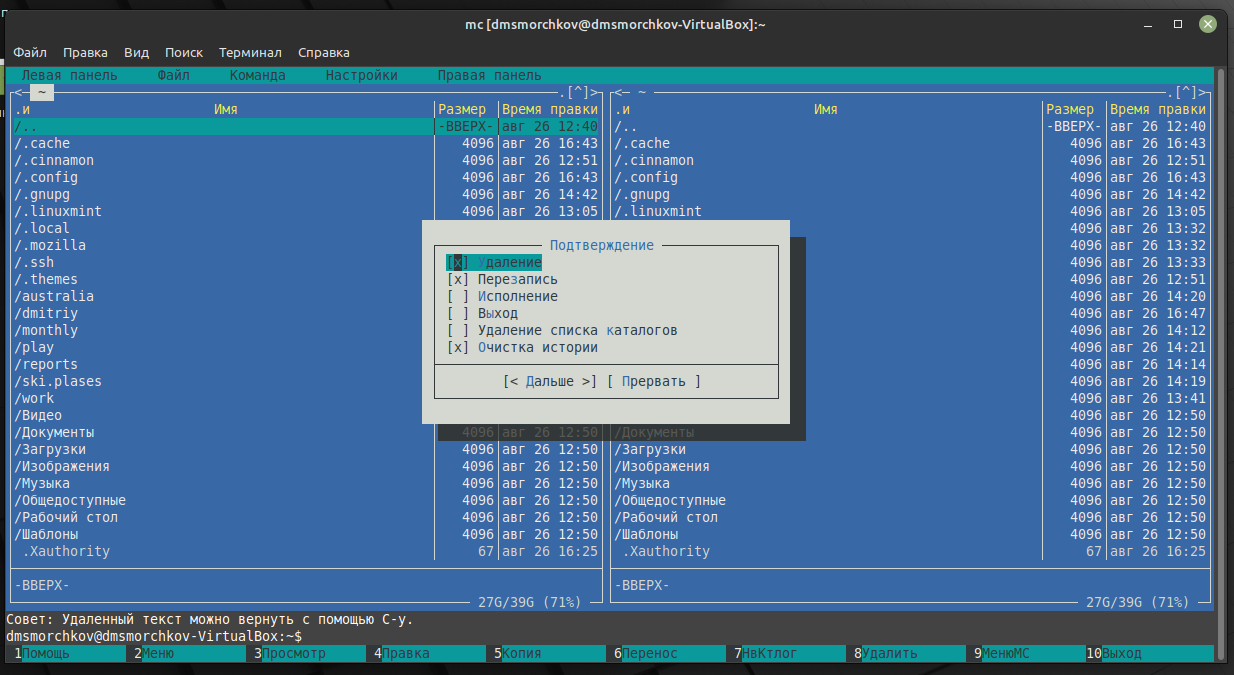 mc [dmsmorchkov@dmsmorchkov-VirtualBox]:~
Файл Правка Вид Поиск Терминал Справка
Левая панель Файл Команда Настройки Правая панель
<— ~ .[^]> <— ~ .[^]>
.и Имя Размер Время правки .и Имя Размер Время правки
/.. -ВВЕРХ- авг 26 12:40 /.. -ВВЕРХ- авг 26 12:40
/.cache 4096 авг 26 16:43 /.cache 4096 авг 26 16:43
/.cinnamon 4096 авг 26 12:51 /.cinnamon 4096 авг 26 12:51
/.config 4096 авг 26 16:43 /.config 4096 авг 26 16:43
/.gnupg 4096 авг 26 14:42 /.gnupg 4096 авг 26 14:42
/.linuxmint 4096 авг 26 13:05 /.linuxmint 4096 авг 26 13:05
/.local 4096 авг 26 13:32
/.mozilla Подтверждение 4096 авг 26 13:32
/.ssh [x] Удаление 4096 авг 26 13:33
/.themes [x] Перезапись 4096 авг 26 12:51
/australia [ ] Исполнение 4096 авг 26 14:20
/dmitriy [ ] Выход 4096 авг 26 16:47
/monthly [ ] Удаление списка каталогов 4096 авг 26 14:12
/play [x] Очистка истории 4096 авг 26 14:21
/reports 4096 авг 26 14:14
/ski.plases [< Дальше >] [ Прервать ] 4096 авг 26 14:19
/work 4096 авг 26 13:41
/Видео 4096 авг 26 12:50
/Документы 4096 авг 26 12:50 /Документы 4096 авг 26 12:50
/Загрузки 4096 авг 26 12:50 /Загрузки 4096 авг 26 12:50
/Изображения 4096 авг 26 12:50 /Изображения 4096 авг 26 12:50
/Музыка 4096 авг 26 12:50 /Музыка 4096 авг 26 12:50
/Общедоступные 4096 авг 26 12:50 /Общедоступные 4096 авг 26 12:50
/Рабочий стол 4096 авг 26 12:50 /Рабочий стол 4096 авг 26 12:50
/Шаблоны 4096 авг 26 12:50 /Шаблоны 4096 авг 26 12:50
.Xauthority 67 авг 26 16:25 .Xauthority 67 авг 26 16:25
-ВВЕРХ- -ВВЕРХ-
27G/39G (71%) 27G/39G (71%)
Совет: Удаленный текст можно вернуть с помощью C-y.
dmsmorchkov@dmsmorchkov-VirtualBox:~$
1Помощь 2Меню 3Просмотр 4Правка 5Копия 6Перенос 7НвКтлог 8Удалить 9МенюMC 10Выход